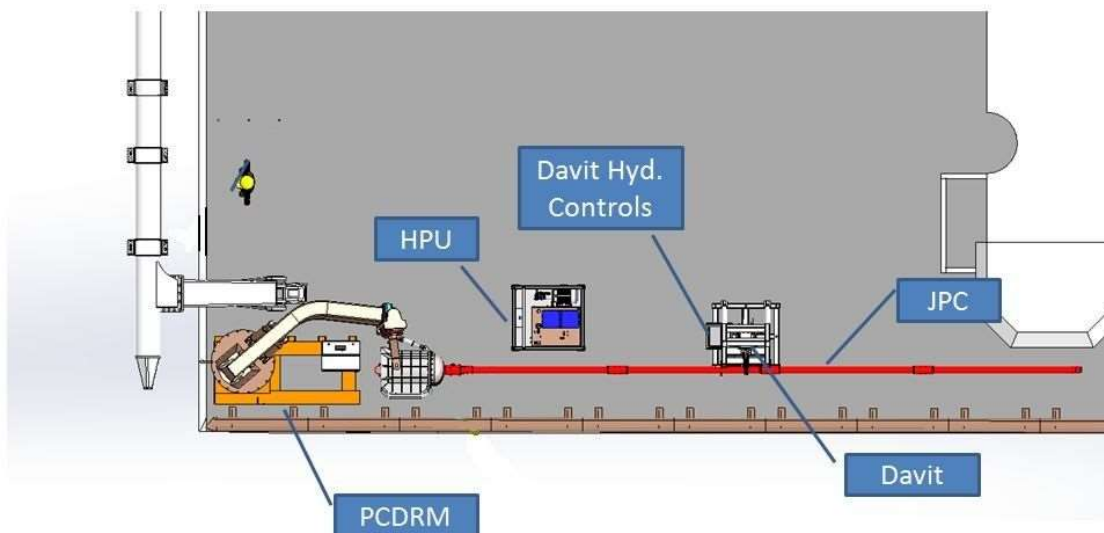 Davit Hyd.
Controls
HPU
JPC
Davit
PCDRM